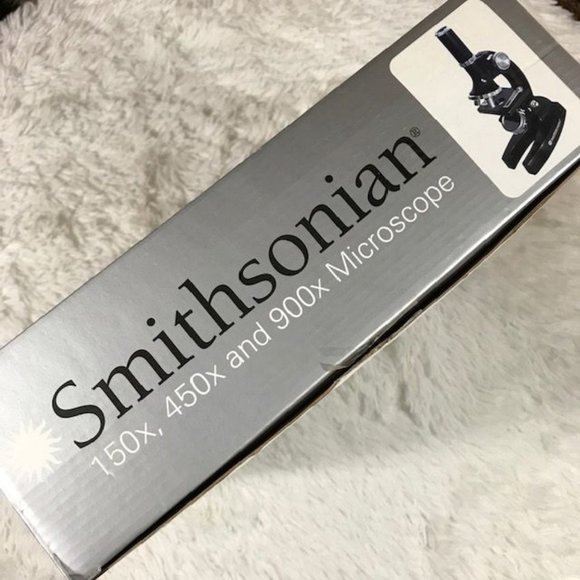 Smithsonian®
150x, 450x and 900x Microscope